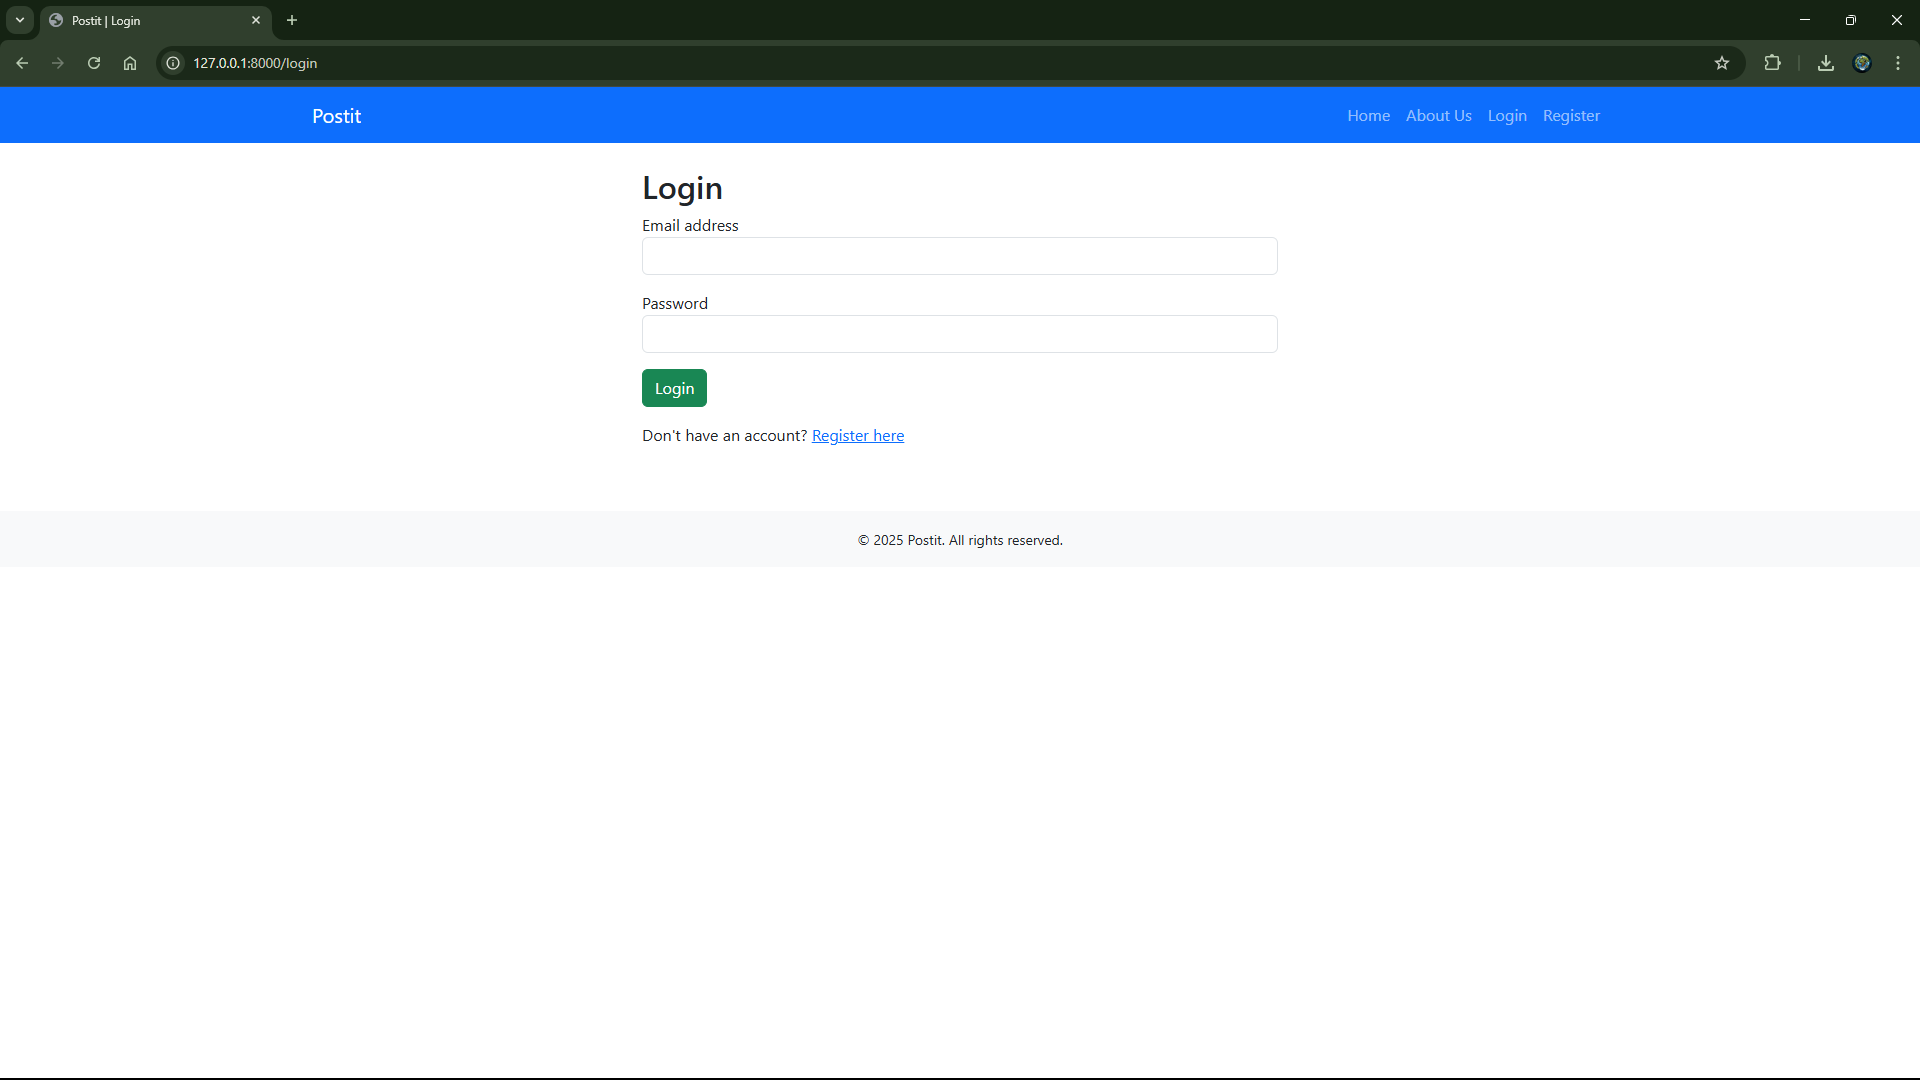 Postit | Login
127.0.0.1:8000/login
Postit
Home About Us Login Register
Login
Email address
Password
Login
Don't have an account? Register here
© 2025 Postit. All rights reserved.